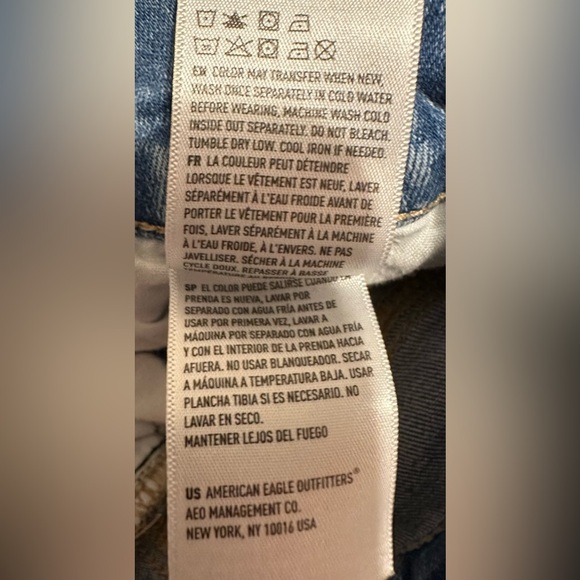 EN COLOR MAY TRANSFER WHEN NEW,
WASH ONCE SEPARATELY IN COLD WATER
BEFORE WEARING, MACHINE WASH COLD
INSIDE OUT SEPARATELY. DO NOT BLEACH.
TUMBLE DRY LOW. COOL IRON IF NEEDED.
FR LA COULEUR PEUT DÉTEINDRE
LORSQUE LE VÊTEMENT EST NEUF, LAVER
SÉPARÉMENT À L'EAU FROIDE AVANT DE
PORTER LE VÊTEMENT POUR LA PREMIÈRE
FOIS, LAVER SÉPARÉMENT À LA MACHINE
À L'EAU FROIDE, À L'ENVERS. NE PAS
JAVELLISER. SÉCHER À LA MACHINE
CYCLE DOUX. REPASSER À BASSE
TEMPÉRATURE
SP EL COLOR PUEDE SALIRSE CUANDO LA
PRENDA ES NUEVA, LAVAR POR
SEPARADO CON AGUA FRÍA ANTES DE
USAR POR PRIMERA VEZ, LAVAR A
MÁQUINA POR SEPARADO CON AGUA FRÍA
Y CON EL INTERIOR DE LA PRENDA HACIA
AFUERA. NO USAR BLANQUEADOR. SECAR
A MÁQUINA A TEMPERATURA BAJA. USAR
PLANCHA TIBIA SI ES NECESARIO. NO
LAVAR EN SECO.
MANTENER LEJOS DEL FUEGO
US AMERICAN EAGLE OUTFITTERS®
AEO MANAGEMENT CO.
NEW YORK, NY 10016 USA